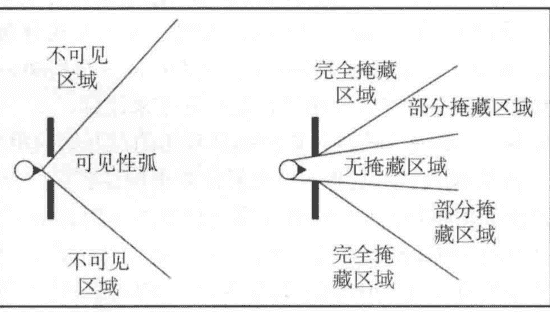 不可见
区域
可见性弧
不可见
区域
完全掩藏
区域
部分掩藏区域
无掩藏区域
部分掩
藏区域
完全掩
藏区域